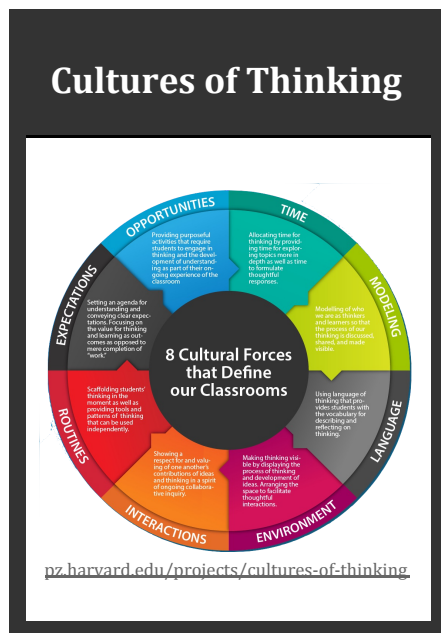 Cultures of Thinking
OPPORTUNITIES
Providing purposeful
activities that require
students to engage in
thinking and the devel-
opment of understand-
ing as part of their on-
going experience of the
classroom
TIME
Allocating time for
thinking by provid-
ing time for explor-
ing topics more in
depth as well as time
to formulate
thoughtful
responses.
MODELING
Modelling of who
we are as thinkers
and learners so that
the process of our
thinking is discussed,
shared, and made
visible.
LANGUAGE
Using language of
thinking that pro-
vides students with
the vocabulary for
describing and
reflecting on
thinking.
ENVIRONMENT
Making thinking visi-
ble by displaying the
process of thinking
and development of
ideas. Arranging the
space to facilitate
thoughtful
interactions.
INTERACTIONS
Showing a
respect for and valu-
ing of one another's
contributions of ideas
and thinking in a spirit
of ongoing collabora-
tive inquiry.
ROUTINES
Scaffolding students'
thinking in the
moment as well as
providing tools and
patterns of thinking
that can be used
independently.
EXPECTATIONS
Setting an agenda for
understanding and
conveying clear expec-
tations. Focusing on
the value for thinking
and learning as out-
comes as opposed to
mere completion of
"work."
8 Cultural Forces
that Define
our Classrooms
pz.harvard.edu/projects/cultures-of-thinking